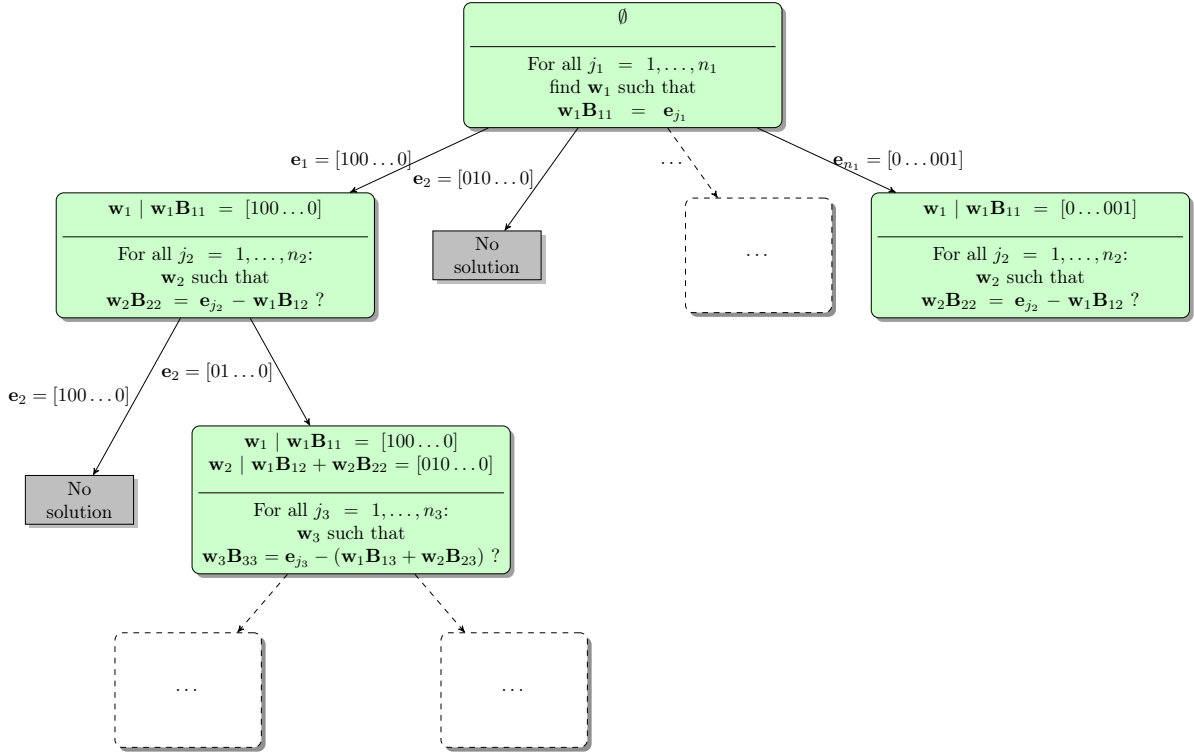 ∅
For all j₁ = 1, . . . , n₁
find w₁ such that
w₁B₁₁ = e_{j₁}
e₁ = [100 . . . 0]
e₂ = [010 . . . 0]
. . .
e_{n₁} = [0 . . . 001]
w₁ | w₁B₁₁ = [100 . . . 0]
For all j₂ = 1, . . . , n₂:
w₂ such that
w₂B₂₂ = e_{j₂} − w₁B₁₂ ?
No
solution
. . .
w₁ | w₁B₁₁ = [0 . . . 001]
For all j₂ = 1, . . . , n₂:
w₂ such that
w₂B₂₂ = e_{j₂} − w₁B₁₂ ?
e₂ = [100 . . . 0]
e₂ = [01 . . . 0]
No
solution
w₁ | w₁B₁₁ = [100 . . . 0]
w₂ | w₁B₁₂ + w₂B₂₂ = [010 . . . 0]
For all j₃ = 1, . . . , n₃:
w₃ such that
w₃B₃₃ = e_{j₃} − (w₁B₁₃ + w₂B₂₃) ?
. . .
. . .